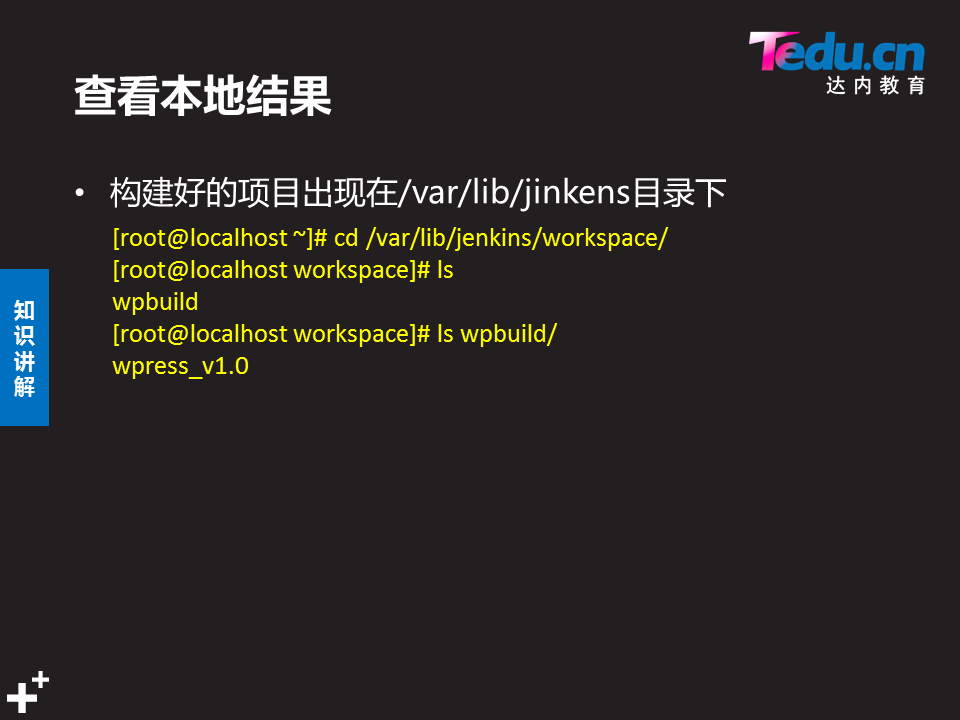 Tedu.cn
达内教育
查看本地结果
• 构建好的项目出现在/var/lib/jinkens目录下
[root@localhost ~]# cd /var/lib/jenkins/workspace/
[root@localhost workspace]# ls
wpbuild
[root@localhost workspace]# ls wpbuild/
wpress_v1.0
知
识
讲
解